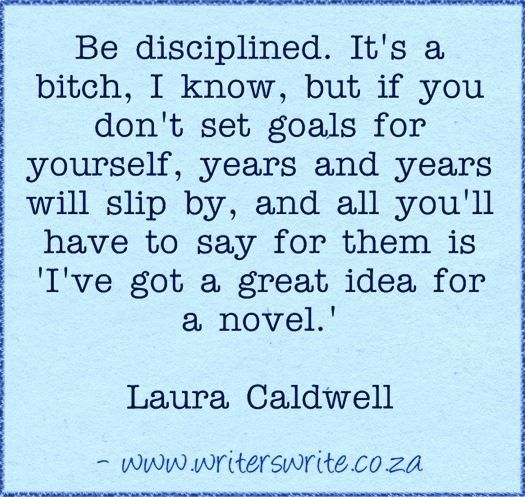 Be disciplined. It's a
bitch, I know, but if you
don't set goals for
yourself, years and years
will slip by, and all you'll
have to say for them is
'I've got a great idea for
a novel.'
Laura Caldwell
- www.writerswrite.co.za